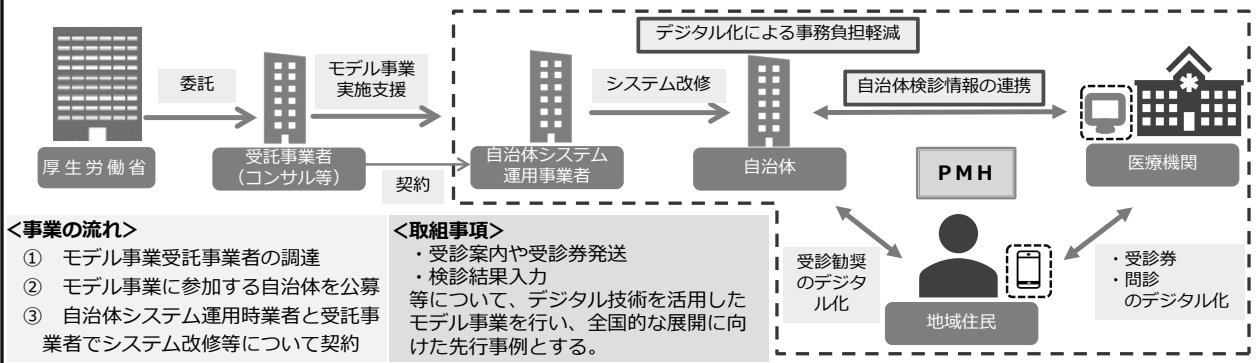 デジタル化による事務負担軽減
委託
モデル事業
実施支援
システム改修
自治体検診情報の連携
厚生労働省
受託事業者
（コンサル等）
契約
自治体システム
運用事業者
自治体
医療機関
PMH
受診勧奨
のデジタ
ル化
地域住民
・受診券
・問診
のデジタル化
<事業の流れ>
① モデル事業受託事業者の調達
② モデル事業に参加する自治体を公募
③ 自治体システム運用時業者と受託事
業者でシステム改修等について契約
<取組事項>
・受診案内や受診券発送
・検診結果入力
等について、デジタル技術を活用した
モデル事業を行い、全国的な展開に向
けた先行事例とする。